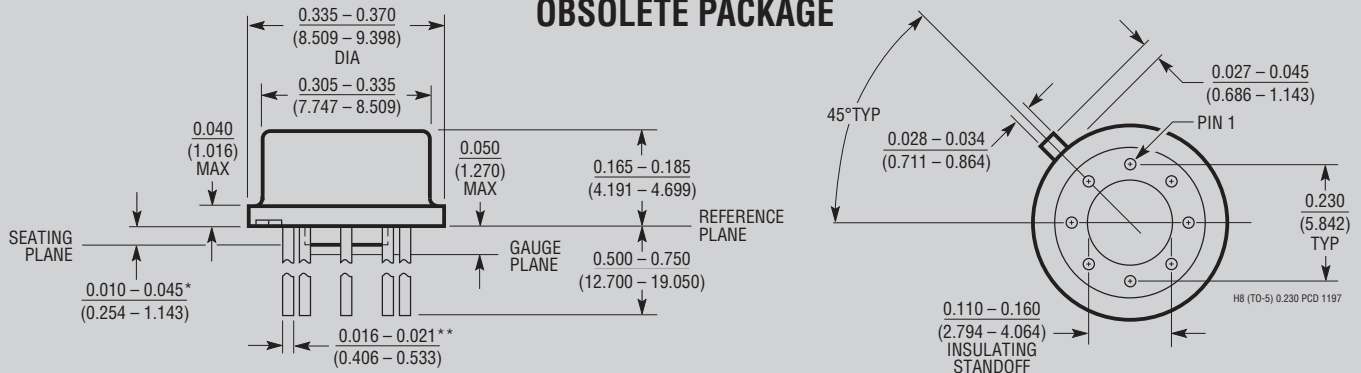 OBSOLETE PACKAGE
0.335 – 0.370
(8.509 – 9.398)
DIA
0.305 – 0.335
(7.747 – 8.509)
0.040
(1.016)
MAX
0.050
(1.270)
MAX
0.165 – 0.185
(4.191 – 4.699)
REFERENCE
PLANE
SEATING
PLANE
GAUGE
PLANE
0.500 – 0.750
(12.700 – 19.050)
0.010 – 0.045*
(0.254 – 1.143)
0.016 – 0.021**
(0.406 – 0.533)
0.027 – 0.045
(0.686 – 1.143)
45°TYP
PIN 1
0.028 – 0.034
(0.711 – 0.864)
0.230
(5.842)
TYP
H8 (TO-5) 0.230 PCD 1197
0.110 – 0.160
(2.794 – 4.064)
INSULATING
STANDOFF